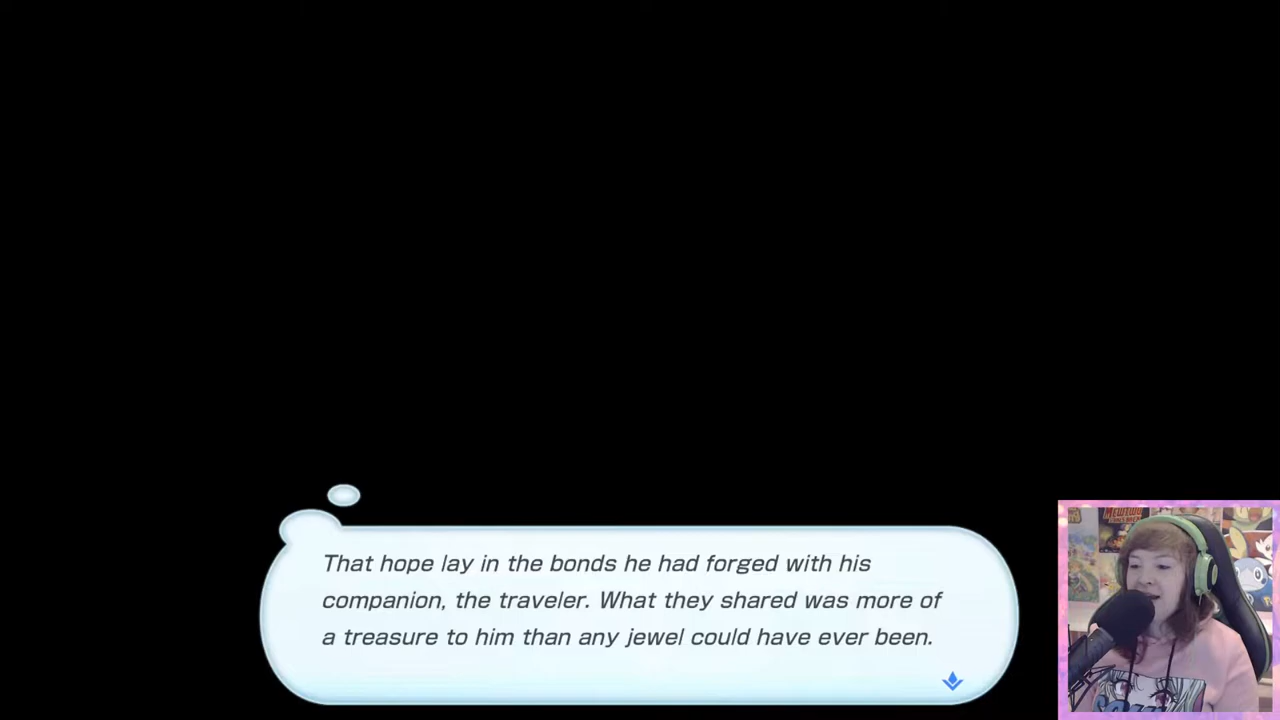 That hope lay in the bonds he had forged with his
companion, the traveler. What they shared was more of
a treasure to him than any jewel could have ever been.
MEWTWO